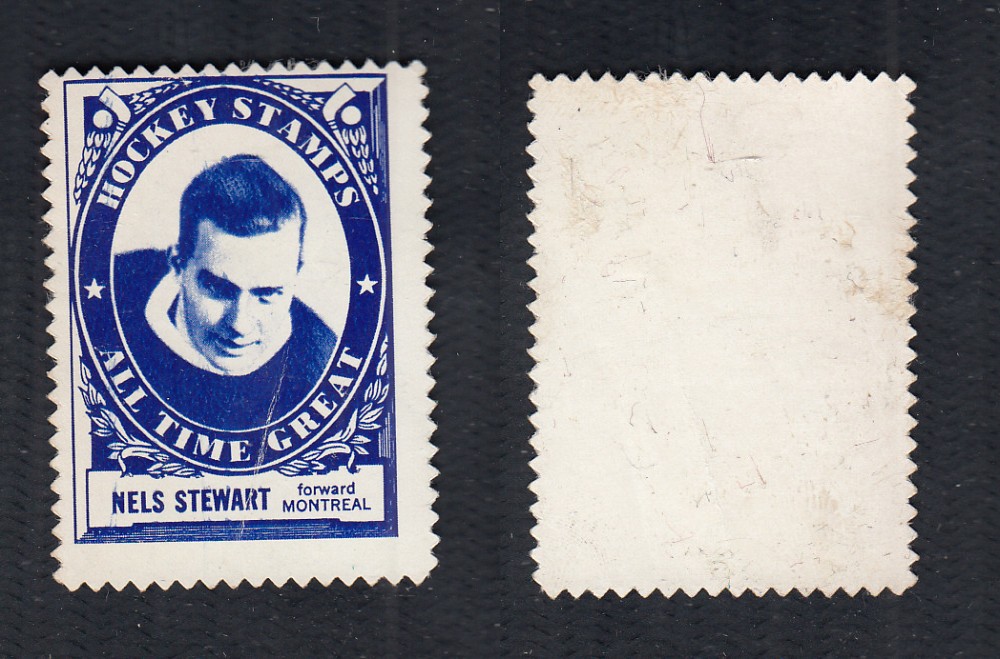 HOCKEY STAMPS
ALL TIME GREAT
NELS STEWART forward
MONTREAL